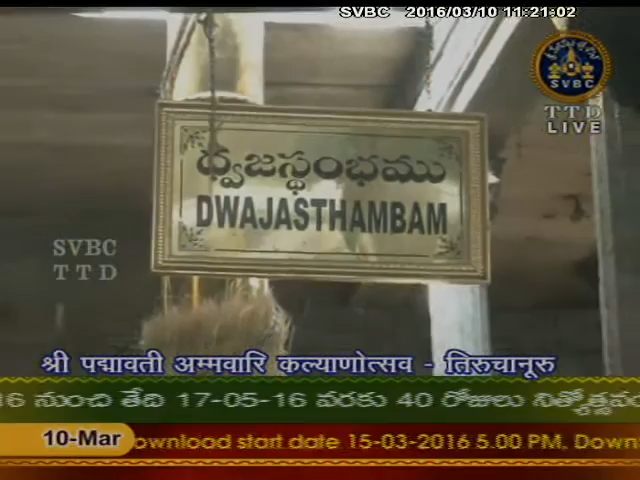 SVBC 2016/03/10 11:21:02
SVBC
TTD
LIVE
ధ్వజస్థంభము
DWAJASTHAMBAM
SVBC
TTD
श्री पद्मावती अम्मवारि कल्याणोत्सव - तिरुचानूरु
16 నుంచి తేదీ 17-05-16 వరకు 40 రోజులు
10-Mar
Download start date 15-03-2016 5.00 PM, Down